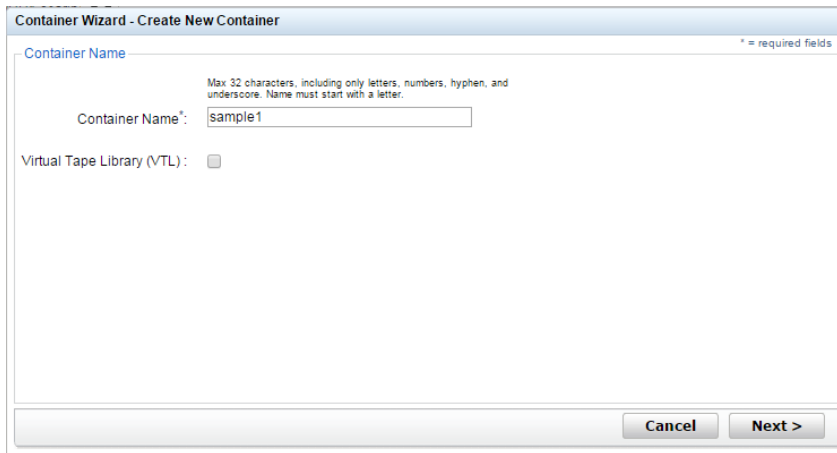 Container Wizard - Create New Container
* = required fields
Container Name
Max 32 characters, including only letters, numbers, hyphen, and
underscore. Name must start with a letter.
Container Name*: sample1
Virtual Tape Library (VTL) :
Cancel Next >